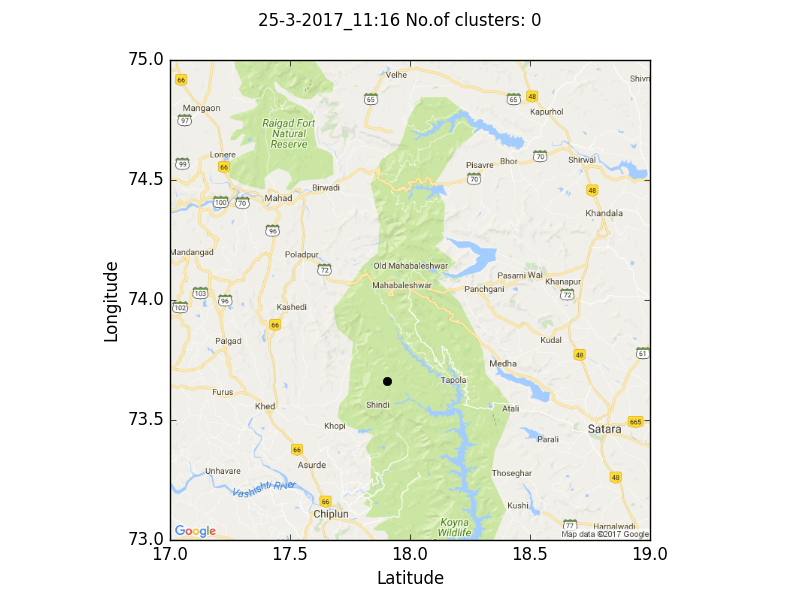 25-3-2017_11:16 No.of clusters: 0
75.0
74.5
74.0
73.5
73.0
17.0
17.5
18.0
18.5
19.0
Longitude
Latitude
Velhe
66
65
65
48
Mangaon
Kapurhol
97
Raigad Fort
Natural
Reserve
Lonere
99
66
Pisavre
Bhor
70
Shirwal
70
Birwadi
48
Mahad
100
70
Khandala
96
Mandangad
Poladpur
72
Old Mahabaleshwar
Pasarni
Wai
Mahabaleshwar
Panchgani
Khanapur
72
103
96
102
Kashedi
66
Palgad
Kudal
48
61
Medha
Tapola
Furus
Khed
Shindi
Atali
Khopi
665
Satara
Parali
66
Asurde
Unhavare
Thoseghar
66
Vashishti River
Kushi
Chiplun
77
Koyna
Wildlife
Harnalwadi
Google
Map data ©2017 Google